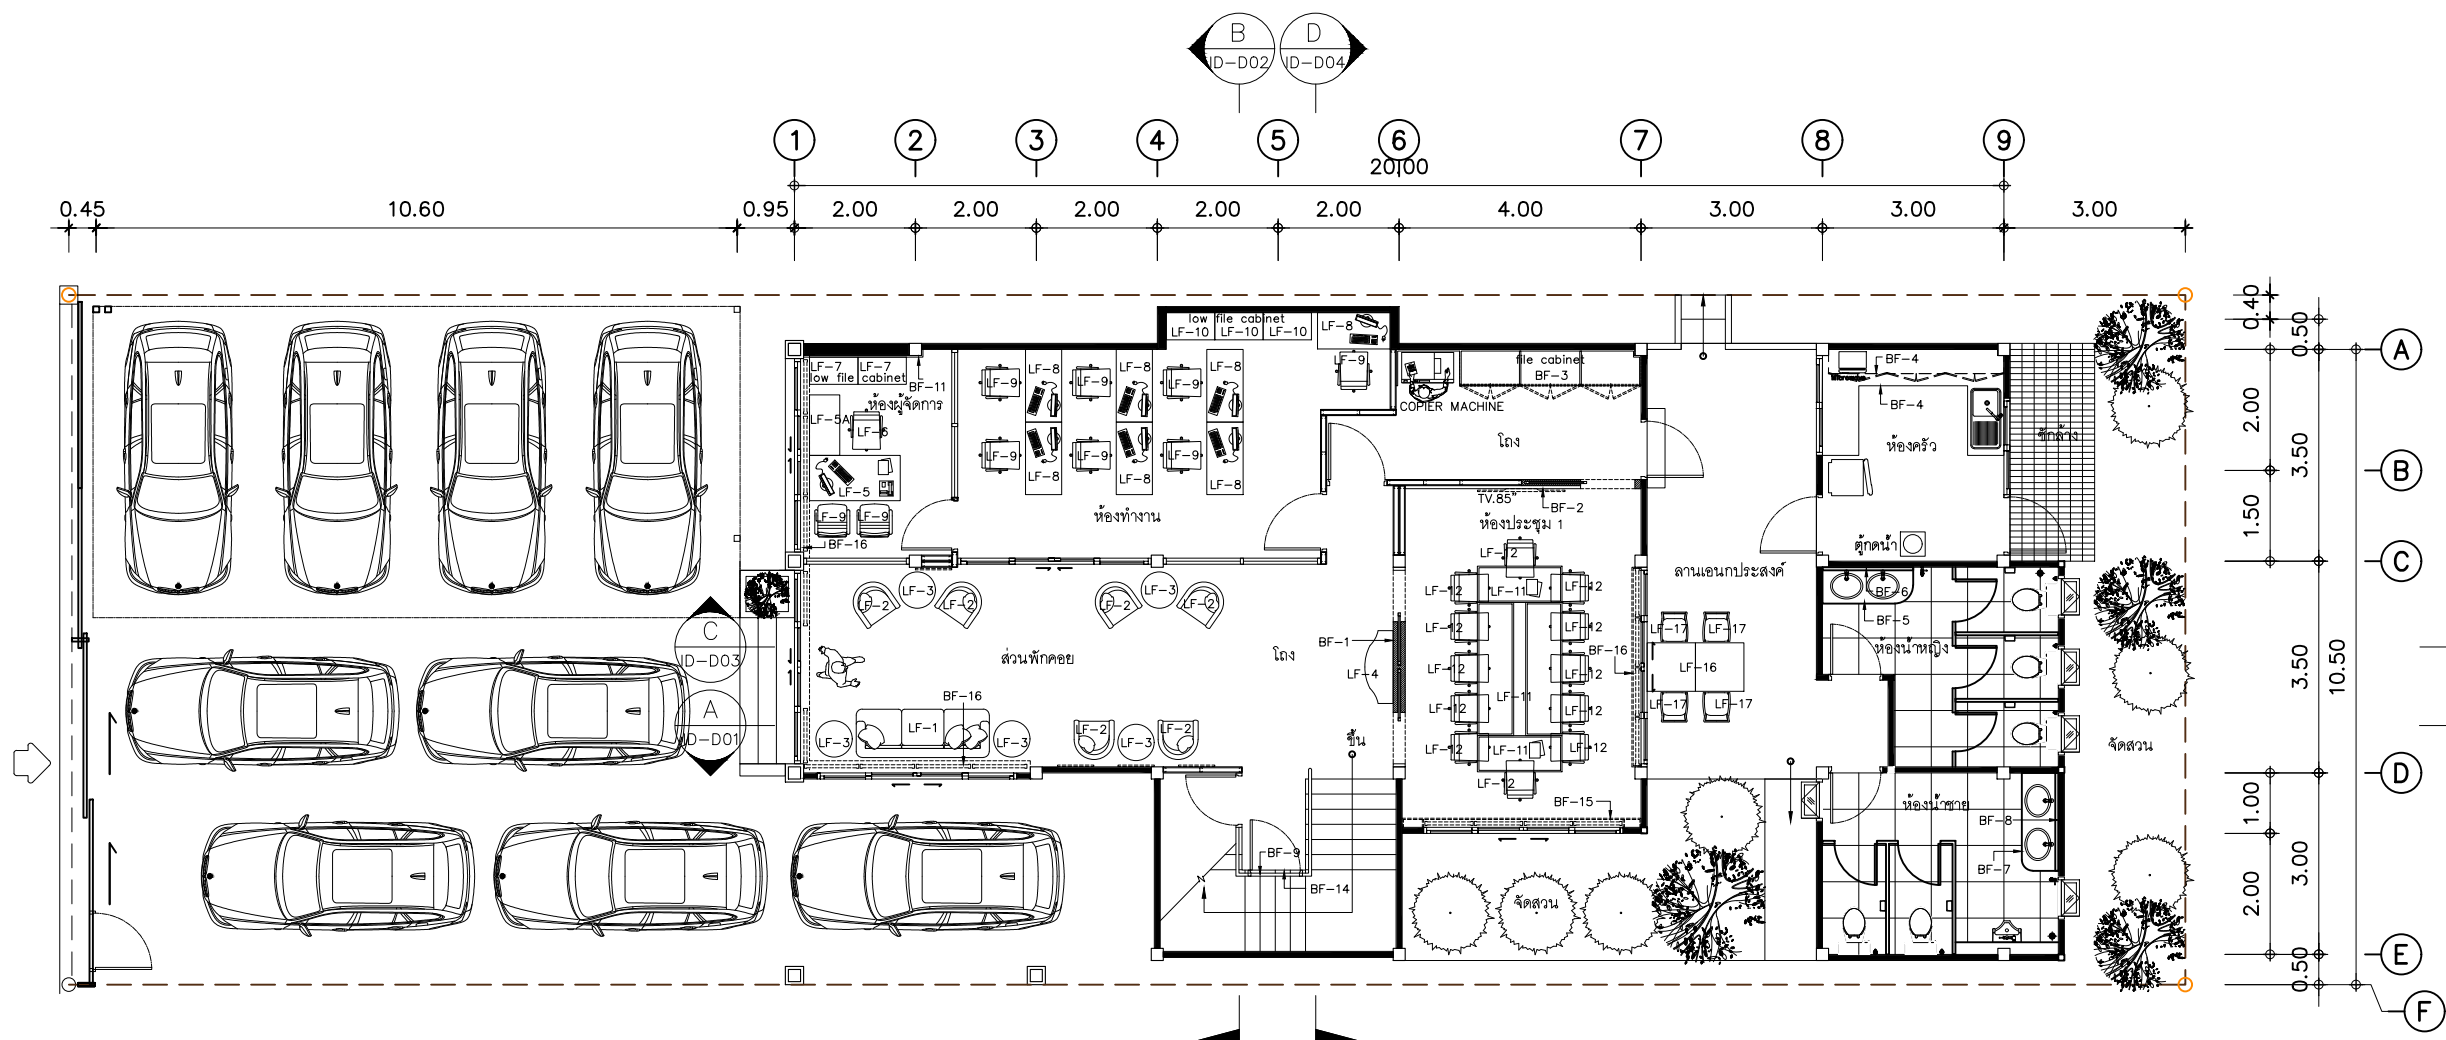 B D
ID-D02 ID-D04
1 2 3 4 5 6 7 8 9
20.00
0.45 10.60 0.95 2.00 2.00 2.00 2.00 2.00 4.00 3.00 3.00 3.00
0.40
0.50
A
2.00
3.50
B
1.50
C
3.50
10.50
D
1.00
3.00
2.00
E
0.50
F
low file cabinet
LF-10 LF-10 LF-10
LF-8
LF-9
LF-7 LF-7
low file cabinet
BF-11
ห้องผู้จัดการ
LF-5A
LF-6
LF-5
LF-9 LF-9
BF-16
LF-9 LF-8 LF-9 LF-8 LF-9 LF-8
LF-9 LF-8 LF-9 LF-8 LF-9 LF-8
ห้องทำงาน
file cabinet
BF-3
COPIER MACHINE
โถง
Microwave
BF-4
BF-4
ห้องครัว
ซักล้าง
ตู้กดน้ำ
TV.85"
BF-2
ห้องประชุม 1
LF-12
LF-12 LF-11 LF-12
LF-12 LF-12
LF-12 LF-12
LF-12 LF-11 LF-12
LF-12 LF-11 LF-12
LF-12
BF-16
BF-15
ลานเอนกประสงค์
LF-17 LF-17
LF-16
LF-17 LF-17
BF-6
BF-5
ห้องน้ำหญิง
ห้องน้ำชาย
BF-8
BF-7
จัดสวน
จัดสวน
LF-2 LF-3 LF-2
LF-2 LF-3 LF-2
ส่วนพักคอย
โถง
BF-1
LF-4
BF-16
LF-3 LF-1 LF-3
LF-2 LF-3 LF-2
ขึ้น
BF-9
BF-14
C
ID-D03
A
ID-D01